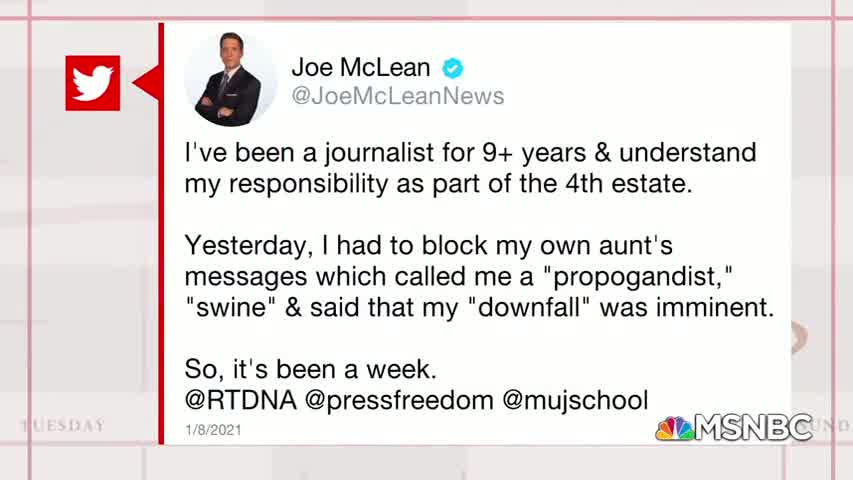 Joe McLean
@JoeMcLeanNews
I've been a journalist for 9+ years & understand
my responsibility as part of the 4th estate.
Yesterday, I had to block my own aunt's
messages which called me a "propogandist,"
"swine" & said that my "downfall" was imminent.
So, it's been a week.
@RTDNA @pressfreedom @mujschool
1/8/2021
TUESDAY
MSNBC